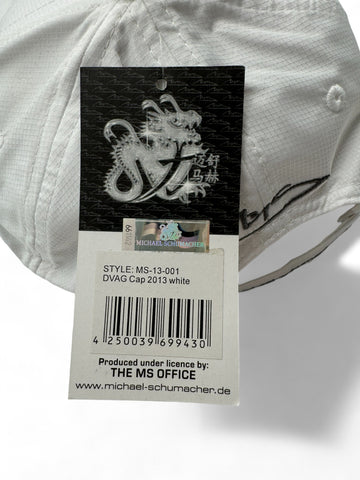 迈舒
马赫
MICHAEL SCHUMACHER
STYLE: MS-13-001
DVAG Cap 2013 white
4 250039 699430
Produced under licence by:
THE MS OFFICE
www.michael-schumacher.de